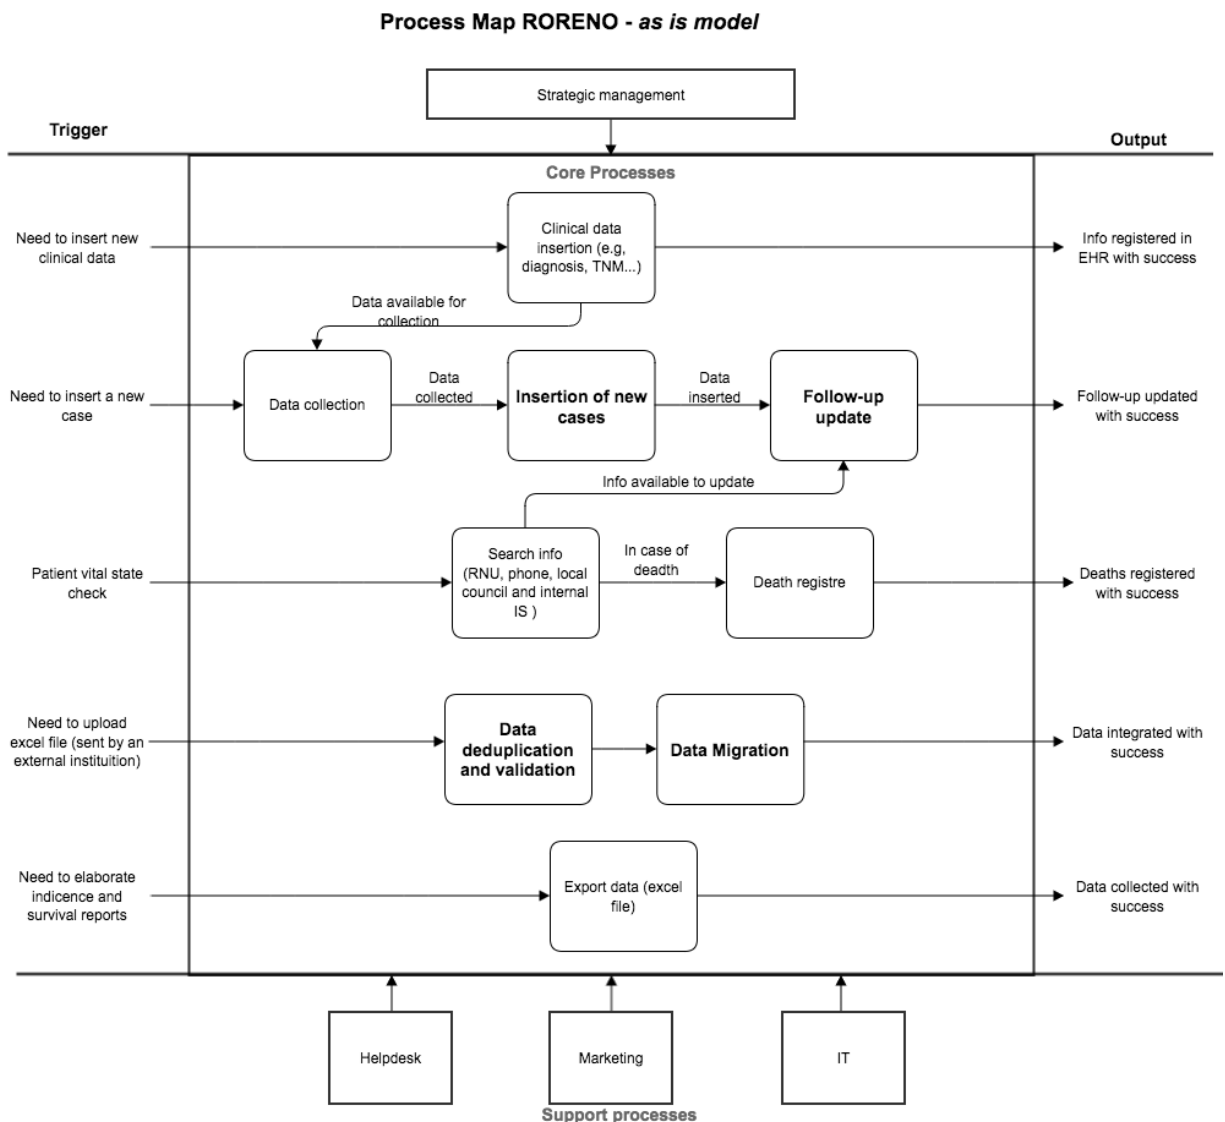 Process Map RORENO - as is model
Strategic management
Trigger
Output
Core Processes
Need to insert new
clinical data
Clinical data
insertion (e.g,
diagnosis, TNM...)
Info registered in
EHR with success
Data available for
collection
Need to insert a new
case
Data collection
Data
collected
Insertion of new
cases
Data
inserted
Follow-up
update
Follow-up updated
with success
Info available to update
Patient vital state
check
Search info
(RNU, phone, local
council and internal
IS )
In case of
deadth
Death registre
Deaths registered
with success
Need to upload
excel file (sent by an
external instituition)
Data
deduplication
and validation
Data Migration
Data integrated with
success
Need to elaborate
indicence and
survival reports
Export data (excel
file)
Data collected with
success
Helpdesk
Marketing
IT
Support processes